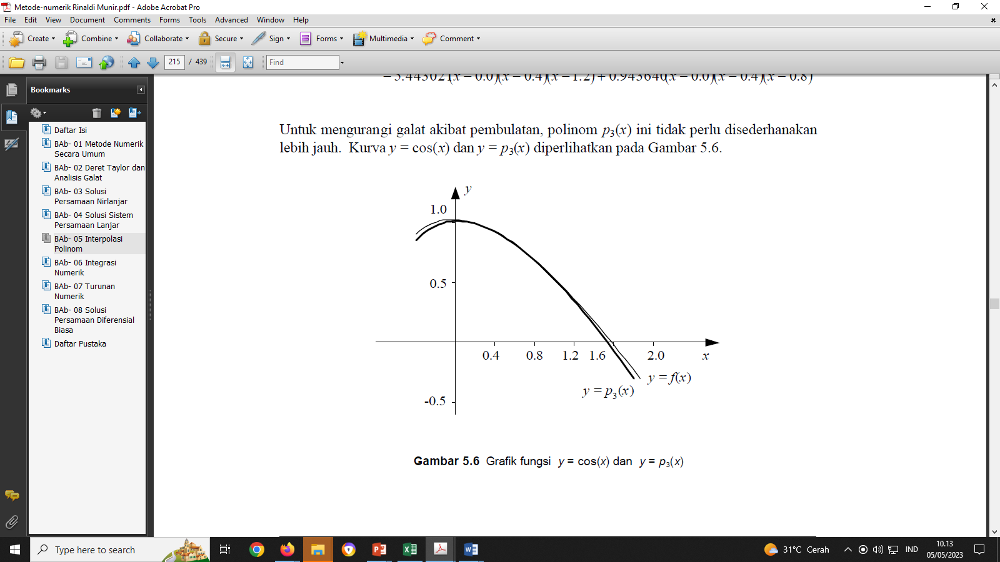 Metode-numerik Rinaldi Munir.pdf - Adobe Acrobat Pro
File Edit View Document Comments Forms Tools Advanced Window Help
Create Combine Collaborate Secure Sign Forms Multimedia Comment
215 / 439 Find
Bookmarks
Daftar Isi
BAb- 01 Metode Numerik
Secara Umum
BAb- 02 Deret Taylor dan
Analisis Galat
BAb- 03 Solusi
Persamaan Nirlanjar
BAb- 04 Solusi Sistem
Persamaan Lanjar
BAb- 05 Interpolasi
Polinom
BAb- 06 Integrasi
Numerik
BAb- 07 Turunan
Numerik
BAb- 08 Solusi
Persamaan Diferensial
Biasa
Daftar Pustaka
− 5.443021(x − 0.0)(x − 0.4)(x − 1.2) + 0.943640(x − 0.0)(x − 0.4)(x − 0.8)
Untuk mengurangi galat akibat pembulatan, polinom p3(x) ini tidak perlu disederhanakan
lebih jauh. Kurva y = cos(x) dan y = p3(x) diperlihatkan pada Gambar 5.6.
y
1.0
0.5
0.4 0.8 1.2 1.6 2.0 x
y = f(x)
y = p3(x)
-0.5
Gambar 5.6 Grafik fungsi y = cos(x) dan y = p3(x)
Type here to search
31°C Cerah
IND
10.13
05/05/2023